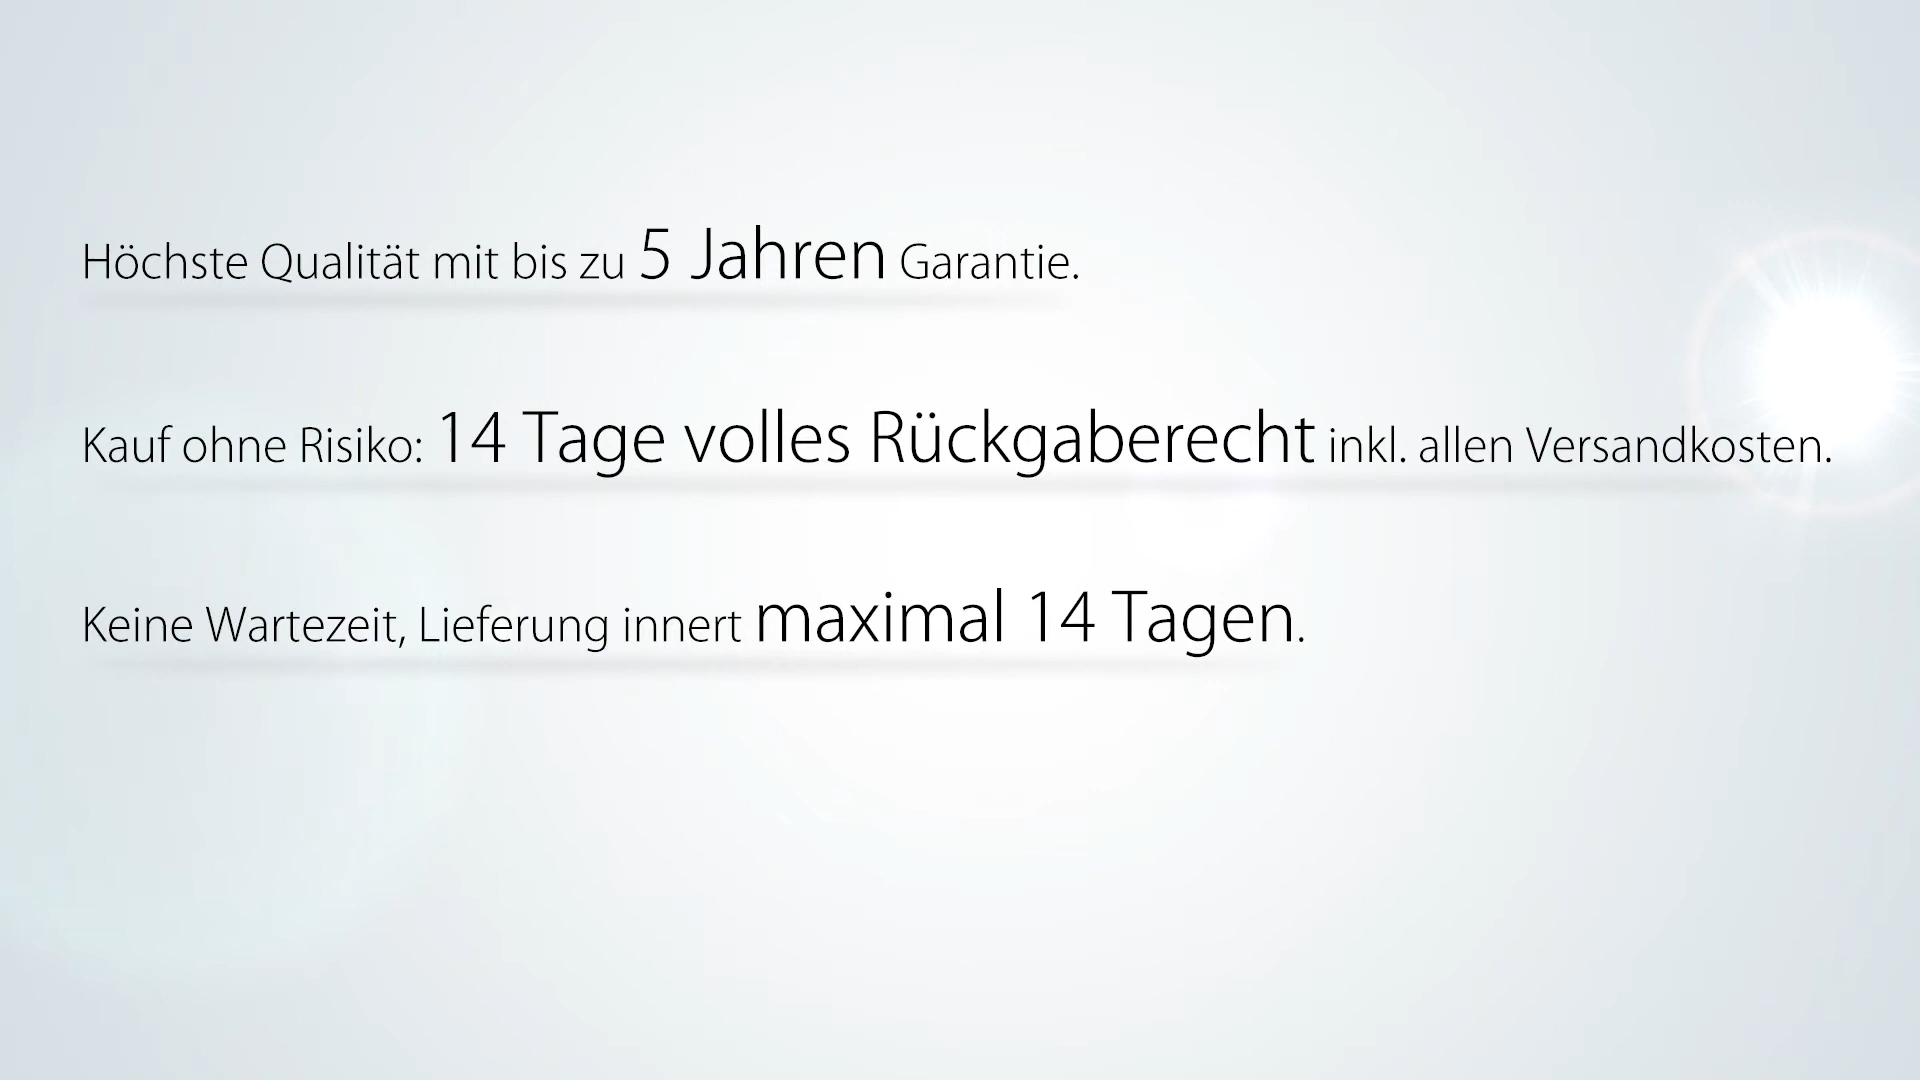 Höchste Qualität mit bis zu 5 Jahren Garantie.
Kauf ohne Risiko: 14 Tage volles Rückgaberecht inkl. allen Versandkosten.
Keine Wartezeit, Lieferung innert maximal 14 Tagen.